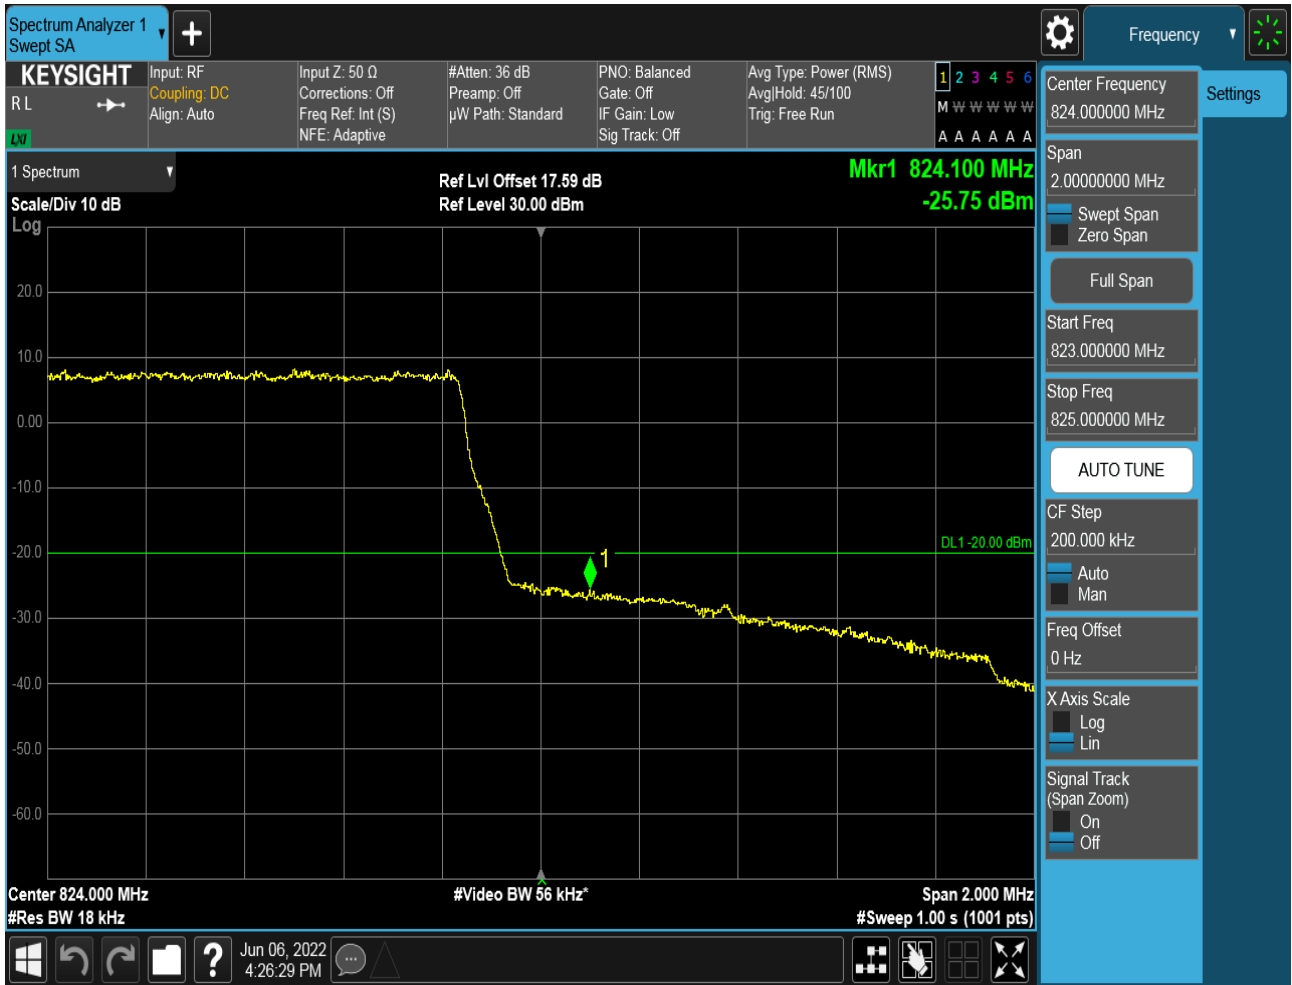 Spectrum Analyzer 1
Swept SA
Frequency
KEYSIGHT
R L
LXI
Input: RF
Coupling: DC
Align: Auto
Input Z: 50 Ω
Corrections: Off
Freq Ref: Int (S)
NFE: Adaptive
#Atten: 36 dB
Preamp: Off
µW Path: Standard
PNO: Balanced
Gate: Off
IF Gain: Low
Sig Track: Off
Avg Type: Power (RMS)
Avg|Hold: 45/100
Trig: Free Run
1 2 3 4 5 6
M W W W W W
A A A A A A
1 Spectrum
Scale/Div 10 dB
Log
Ref Lvl Offset 17.59 dB
Ref Level 30.00 dBm
Mkr1 824.100 MHz
-25.75 dBm
20.0
10.0
0.00
-10.0
-20.0
-30.0
-40.0
-50.0
-60.0
DL1 -20.00 dBm
1
Center 824.000 MHz
#Res BW 18 kHz
#Video BW 56 kHz*
Span 2.000 MHz
#Sweep 1.00 s (1001 pts)
Center Frequency
824.000000 MHz
Settings
Span
2.00000000 MHz
Swept Span
Zero Span
Full Span
Start Freq
823.000000 MHz
Stop Freq
825.000000 MHz
AUTO TUNE
CF Step
200.000 kHz
Auto
Man
Freq Offset
0 Hz
X Axis Scale
Log
Lin
Signal Track
(Span Zoom)
On
Off
?
Jun 06, 2022
4:26:29 PM